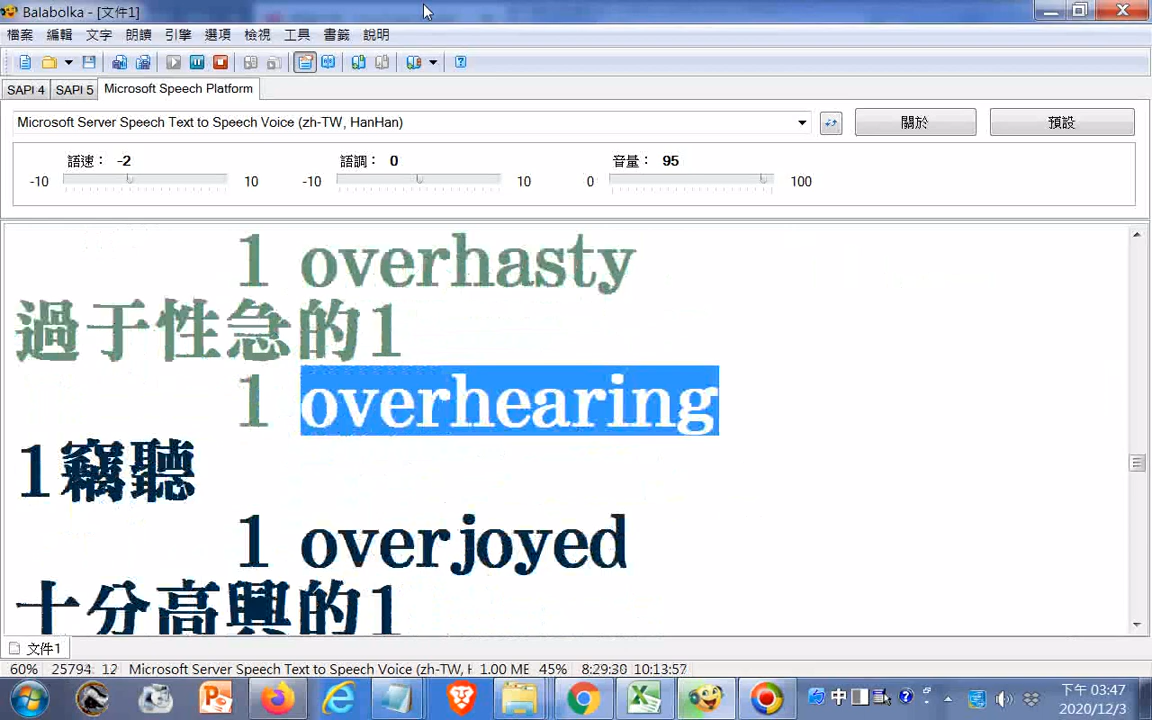 Balabolka - [文件1]
檔案 編輯 文字 朗讀 引擎 選項 檢視 工具 書籤 說明
SAPI 4 SAPI 5 Microsoft Speech Platform
Microsoft Server Speech Text to Speech Voice (zh-TW, HanHan)
關於 預設
語速： -2 語調： 0 音量： 95
-10 10 -10 10 0 100
1 overhasty
過于性急的1
1 overhearing
1竊聽
1 overjoyed
十分高興的1
文件1
60% 25794: 12 Microsoft Server Speech Text to Speech Voice (zh-TW, 1.00 ME 45% 8:29:30 10:13:57
中
下午 03:47
2020/12/3